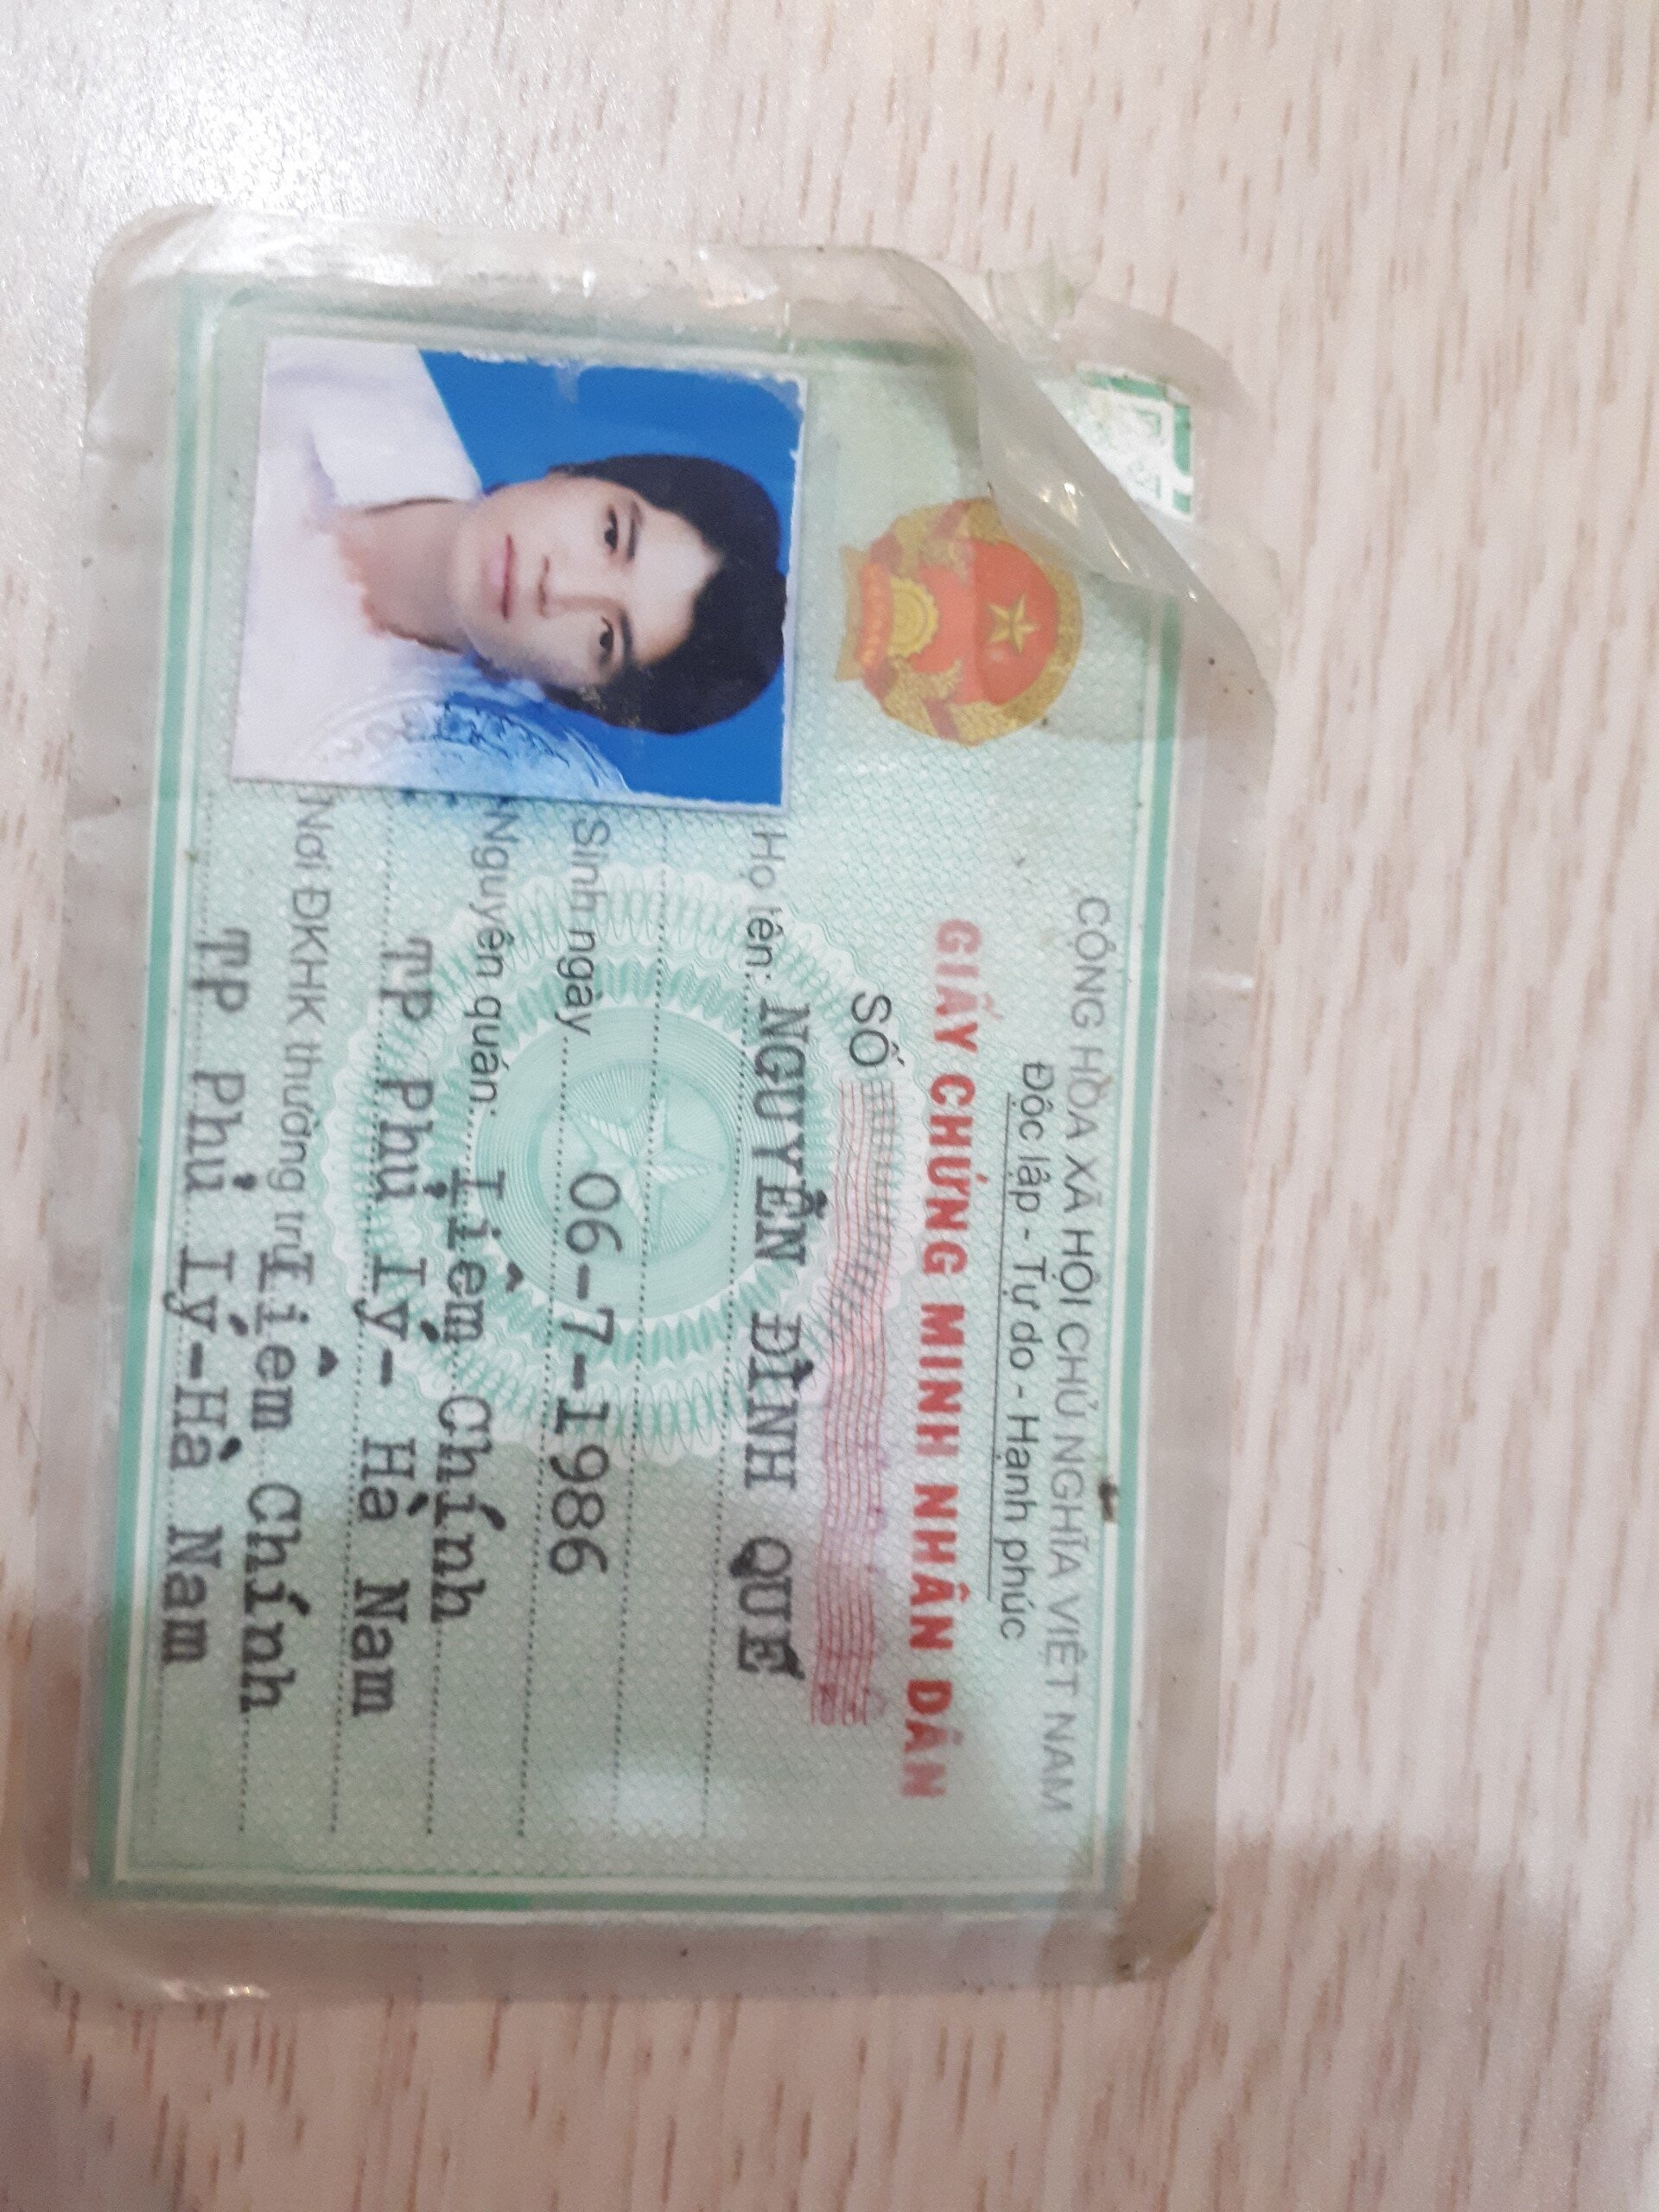 CỘNG HÒA XÃ HỘI CHỦ NGHĨA VIỆT NAM
Độc lập - Tự do - Hạnh phúc
GIẤY CHỨNG MINH NHÂN DÂN
SỐ
Họ tên: NGUYỄN ĐÌNH QUẾ
Sinh ngày 06-7-1986
Nguyên quán: Liêm Chính
TP Phủ Lý- Hà Nam
Nơi ĐKHK thường trú Liêm Chính
TP Phủ Lý-Hà Nam